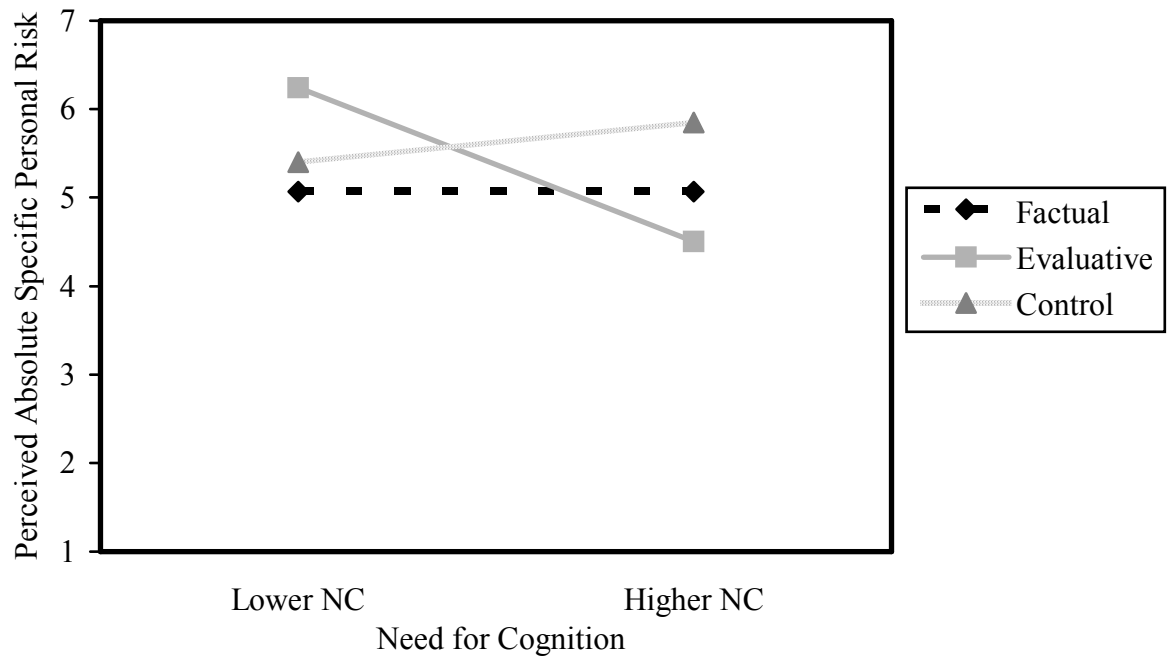 Perceived Absolute Specific Personal Risk
7
6
5
4
3
2
1
Lower NC
Higher NC
Need for Cognition
Factual
Evaluative
Control